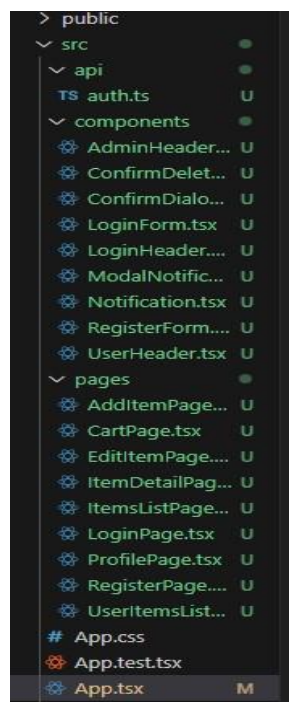 > public
src
api
TS auth.ts U
components
AdminHeader... U
ConfirmDelet... U
ConfirmDialo... U
LoginForm.tsx U
LoginHeader.... U
ModalNotific... U
Notification.tsx U
RegisterForm.... U
UserHeader.tsx U
pages
AddItemPage... U
CartPage.tsx U
EditItemPage.... U
ItemDetailPag... U
ItemsListPage... U
LoginPage.tsx U
ProfilePage.tsx U
RegisterPage.... U
UserItemsList... U
# App.css
App.test.tsx
App.tsx M